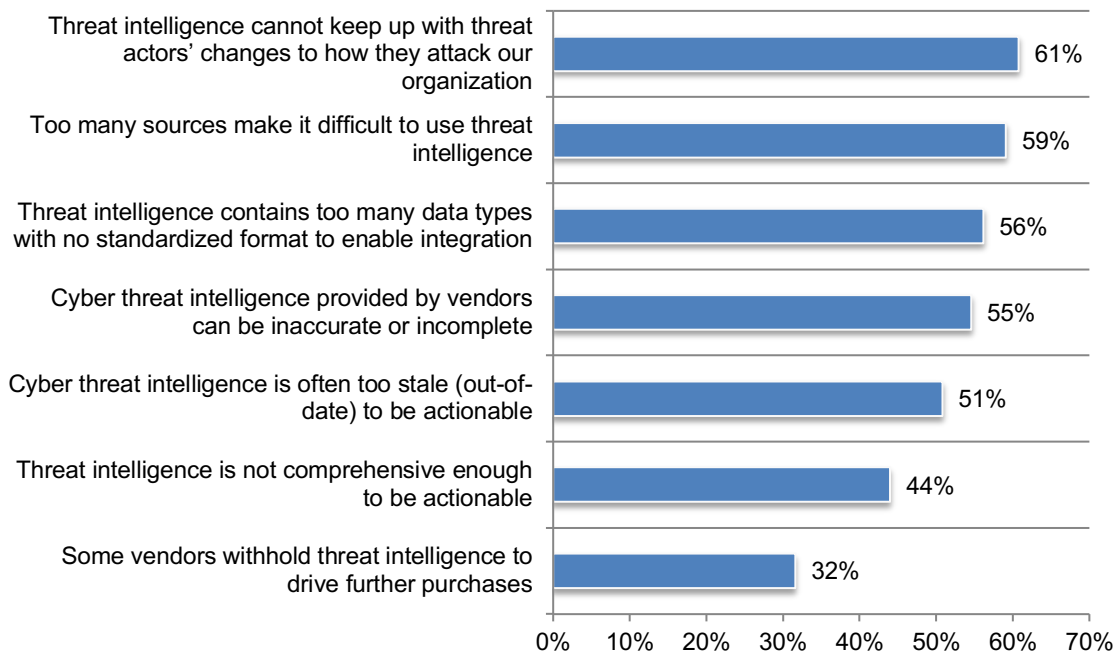 Threat intelligence cannot keep up with threat
actors’ changes to how they attack our
organization
61%
Too many sources make it difficult to use threat
intelligence
59%
Threat intelligence contains too many data types
with no standardized format to enable integration
56%
Cyber threat intelligence provided by vendors
can be inaccurate or incomplete
55%
Cyber threat intelligence is often too stale (out-of-
date) to be actionable
51%
Threat intelligence is not comprehensive enough
to be actionable
44%
Some vendors withhold threat intelligence to
drive further purchases
32%
0% 10% 20% 30% 40% 50% 60% 70%